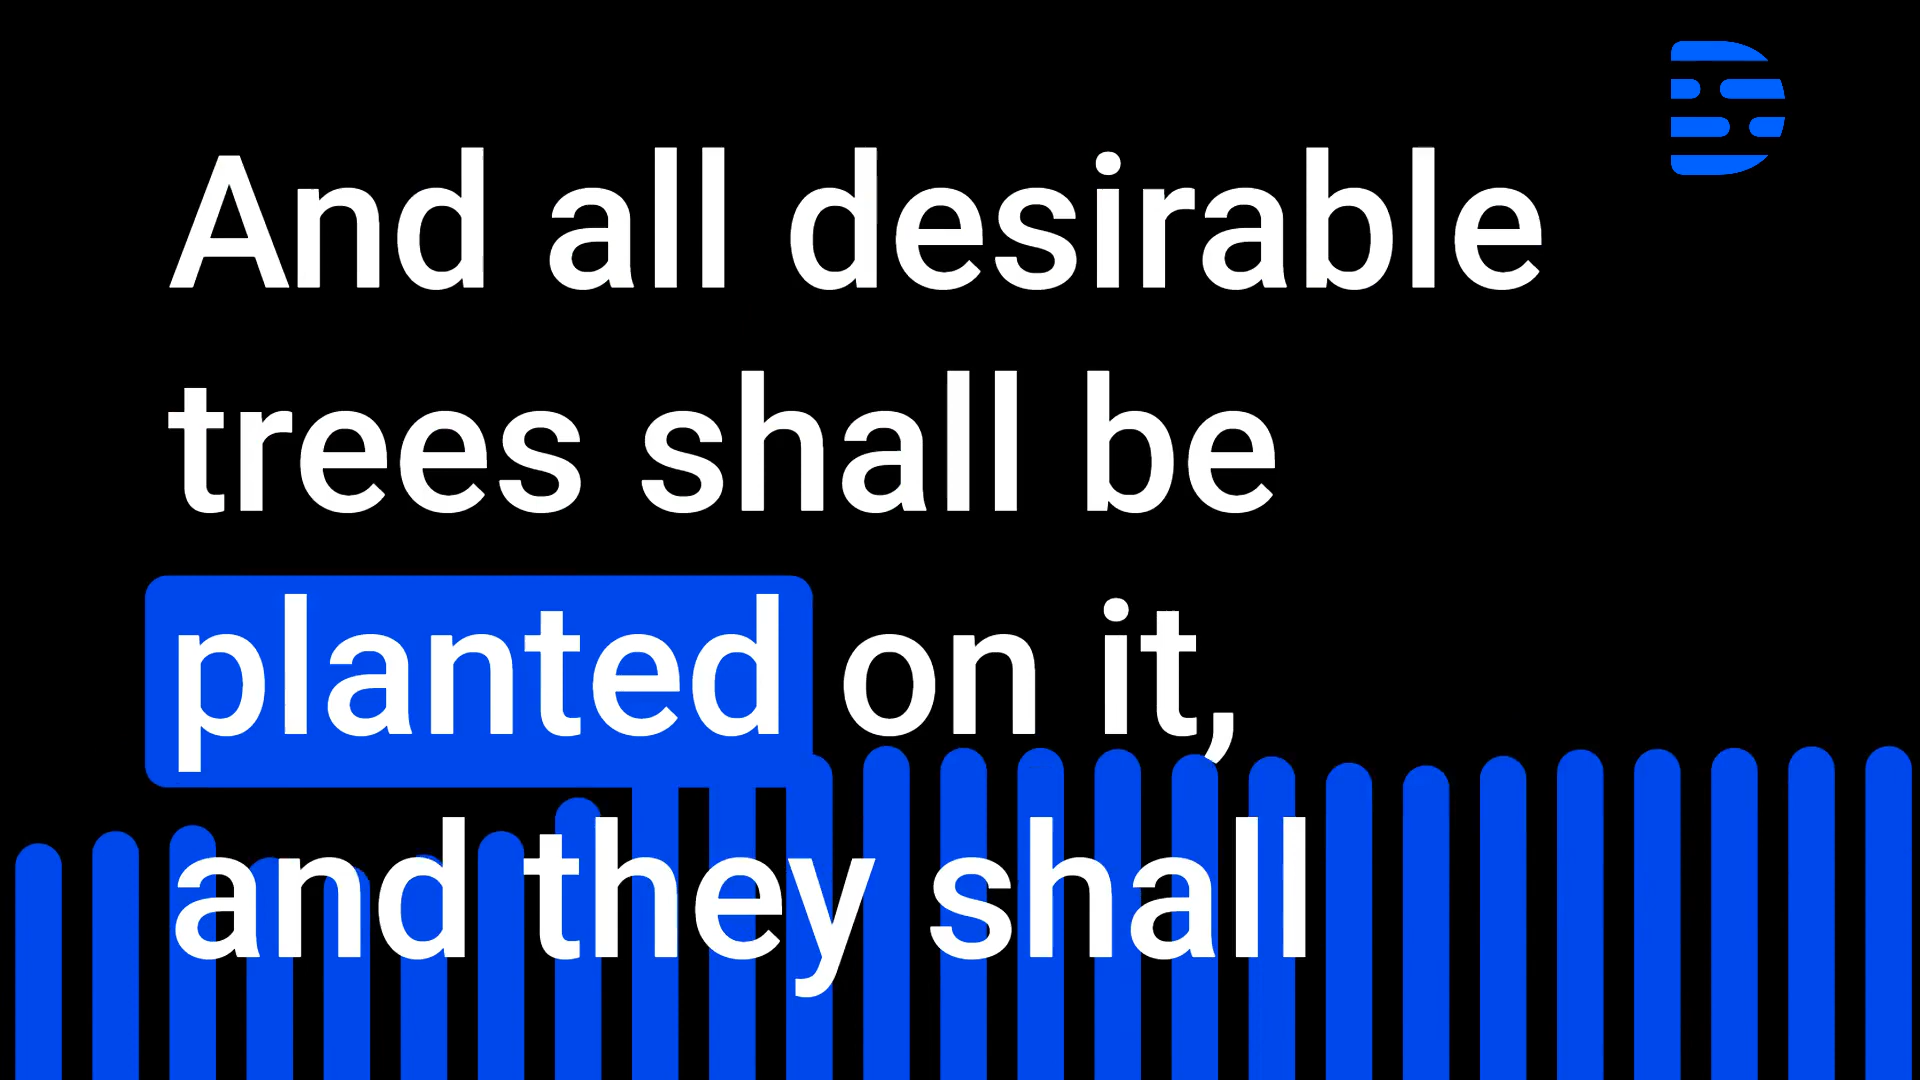 And all desirable
trees shall be
planted on it,
and they shall